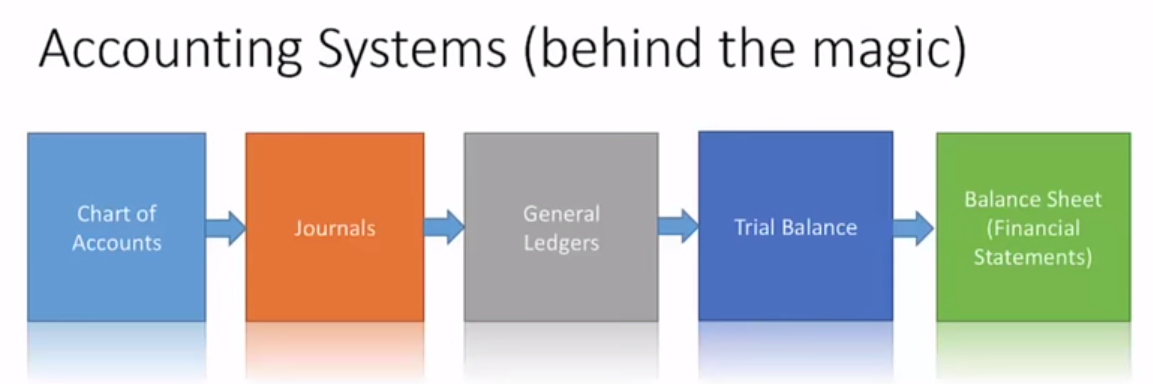 Accounting Systems (behind the magic)
Chart of
Accounts
Journals
General
Ledgers
Trial Balance
Balance Sheet
(Financial
Statements)